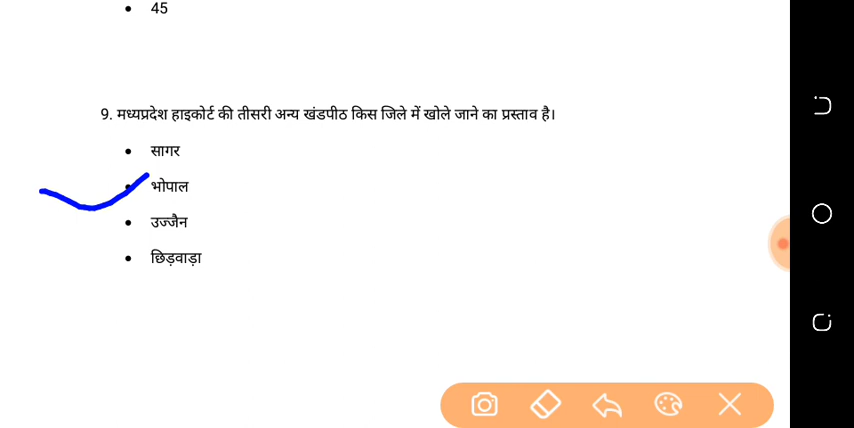 • 45
9. मध्यप्रदेश हाइकोर्ट की तीसरी अन्य खंडपीठ किस जिले में खोले जाने का प्रस्ताव है।
• सागर
• भोपाल
• उज्जैन
• छिड़वाड़ा